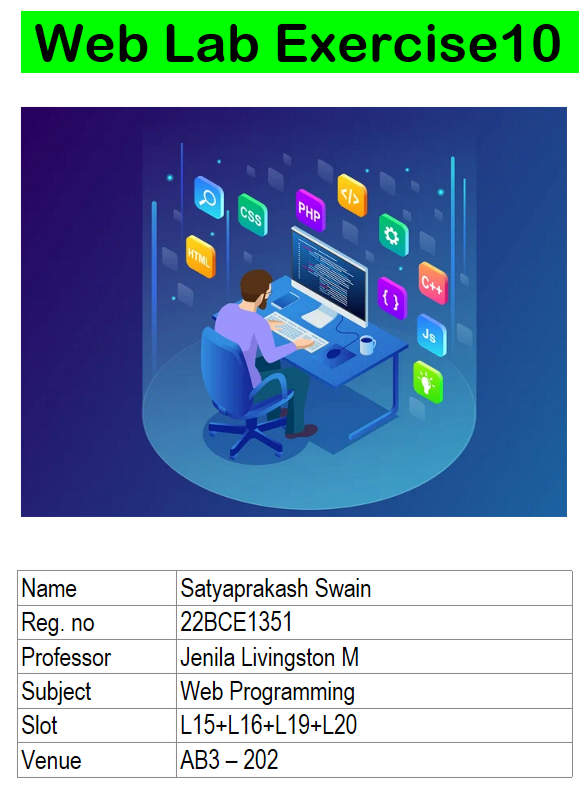 Web Lab Exercise10
</>
PHP
CSS
HTML
{ }
C++
Js
Name Satyaprakash Swain
Reg. no 22BCE1351
Professor Jenila Livingston M
Subject Web Programming
Slot L15+L16+L19+L20
Venue AB3 – 202